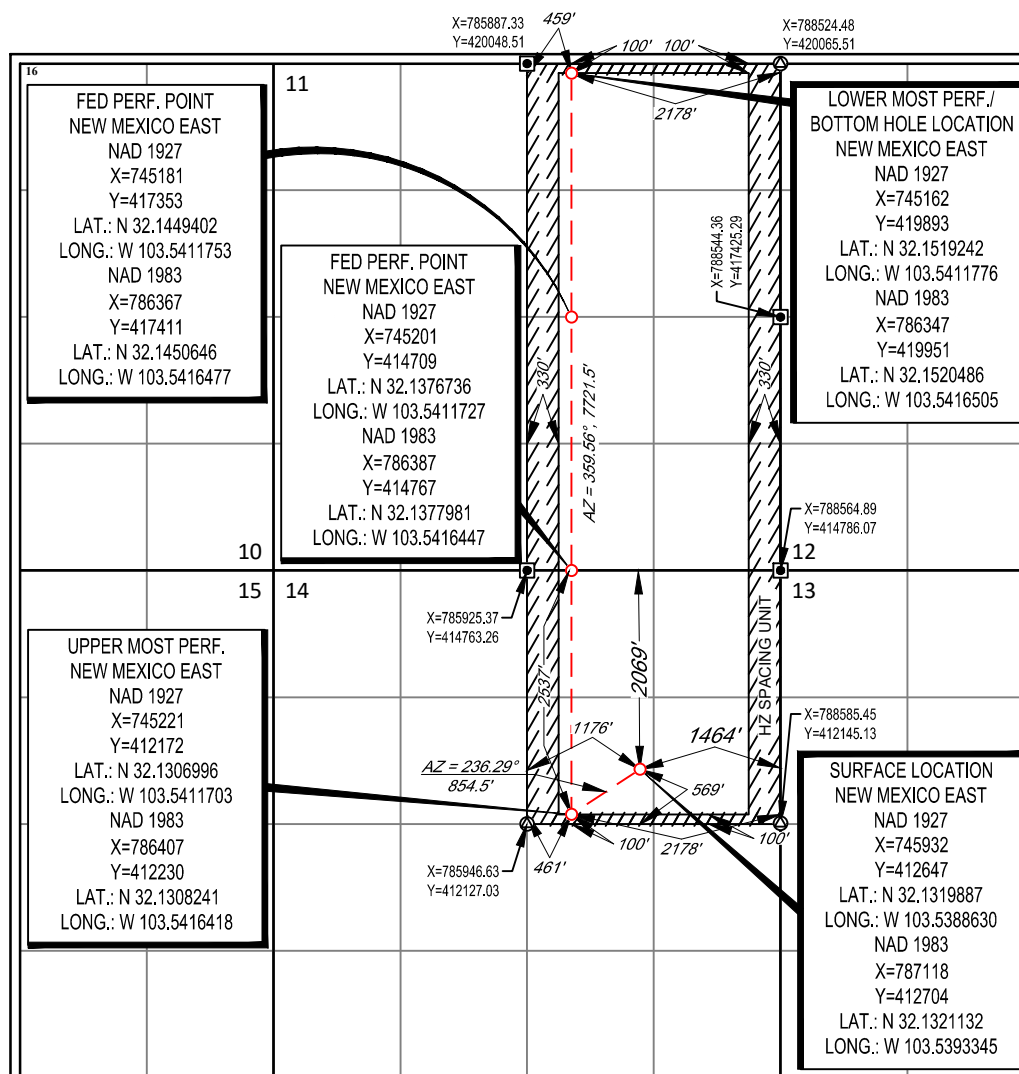 X=785887.33
Y=420048.51
459'
100'
100'
X=788524.48
Y=420065.51
2178'
16
11
FED PERF. POINT
NEW MEXICO EAST
NAD 1927
X=745181
Y=417353
LAT.: N 32.1449402
LONG.: W 103.5411753
NAD 1983
X=786367
Y=417411
LAT.: N 32.1450646
LONG.: W 103.5416477
LOWER MOST PERF./
BOTTOM HOLE LOCATION
NEW MEXICO EAST
NAD 1927
X=745162
Y=419893
LAT.: N 32.1519242
LONG.: W 103.5411776
NAD 1983
X=786347
Y=419951
LAT.: N 32.1520486
LONG.: W 103.5416505
X=788544.36
Y=417425.29
FED PERF. POINT
NEW MEXICO EAST
NAD 1927
X=745201
Y=414709
LAT.: N 32.1376736
LONG.: W 103.5411727
NAD 1983
X=786387
Y=414767
LAT.: N 32.1377981
LONG.: W 103.5416447
330'
330'
AZ = 359.56°, 7721.5'
X=788564.89
Y=414786.07
10
12
15
14
13
X=785925.37
Y=414763.26
HZ SPACING UNIT
2069'
2537'
UPPER MOST PERF.
NEW MEXICO EAST
NAD 1927
X=745221
Y=412172
LAT.: N 32.1306996
LONG.: W 103.5411703
NAD 1983
X=786407
Y=412230
LAT.: N 32.1308241
LONG.: W 103.5416418
1176'
1464'
X=788585.45
Y=412145.13
AZ = 236.29°
854.5'
569'
100'
2178'
100'
461'
X=785946.63
Y=412127.03
SURFACE LOCATION
NEW MEXICO EAST
NAD 1927
X=745932
Y=412647
LAT.: N 32.1319887
LONG.: W 103.5388630
NAD 1983
X=787118
Y=412704
LAT.: N 32.1321132
LONG.: W 103.5393345